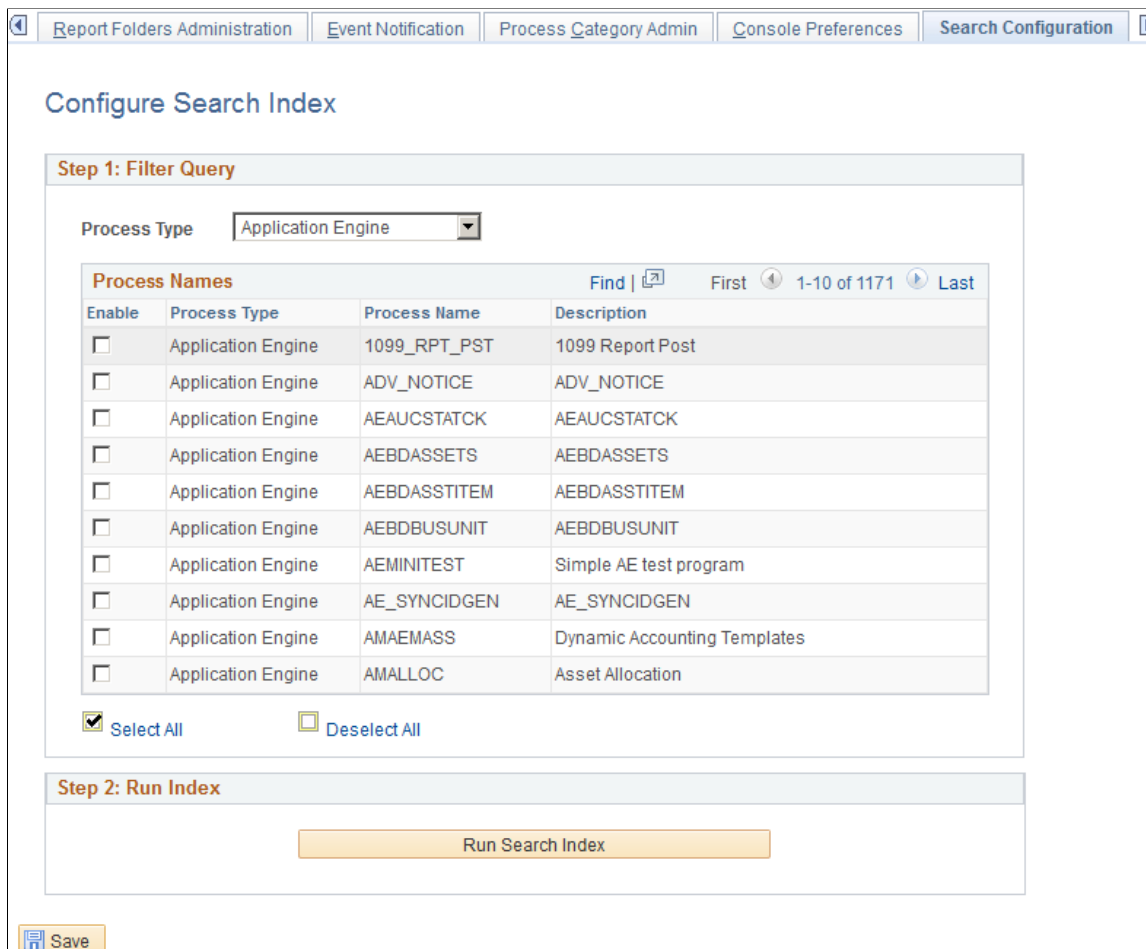 Report Folders Administration Event Notification Process Category Admin Console Preferences Search Configuration
Configure Search Index
Step 1: Filter Query
Process Type Application Engine
Process Names Find | First 1-10 of 1171 Last
Enable Process Type Process Name Description
Application Engine 1099_RPT_PST 1099 Report Post
Application Engine ADV_NOTICE ADV_NOTICE
Application Engine AEAUCSTATCK AEAUCSTATCK
Application Engine AEBDASSETS AEBDASSETS
Application Engine AEBDASSTITEM AEBDASSTITEM
Application Engine AEBDBUSUNIT AEBDBUSUNIT
Application Engine AEMINITEST Simple AE test program
Application Engine AE_SYNCIDGEN AE_SYNCIDGEN
Application Engine AMAEMASS Dynamic Accounting Templates
Application Engine AMALLOC Asset Allocation
Select All Deselect All
Step 2: Run Index
Run Search Index
Save